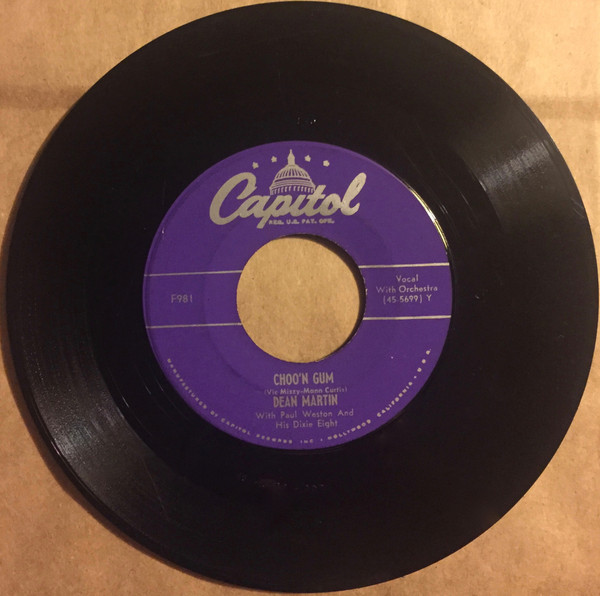 Capitol
REG. U.S. PAT. OFF.
F981
Vocal
With Orchestra
(45-5699) Y
CHOO'N GUM
(Vic Mizzy-Mann Curtis)
DEAN MARTIN
With Paul Weston And
His Dixie Eight
MANUFACTURED BY CAPITOL RECORDS INC • HOLLYWOOD CALIFORNIA, U.S.A.